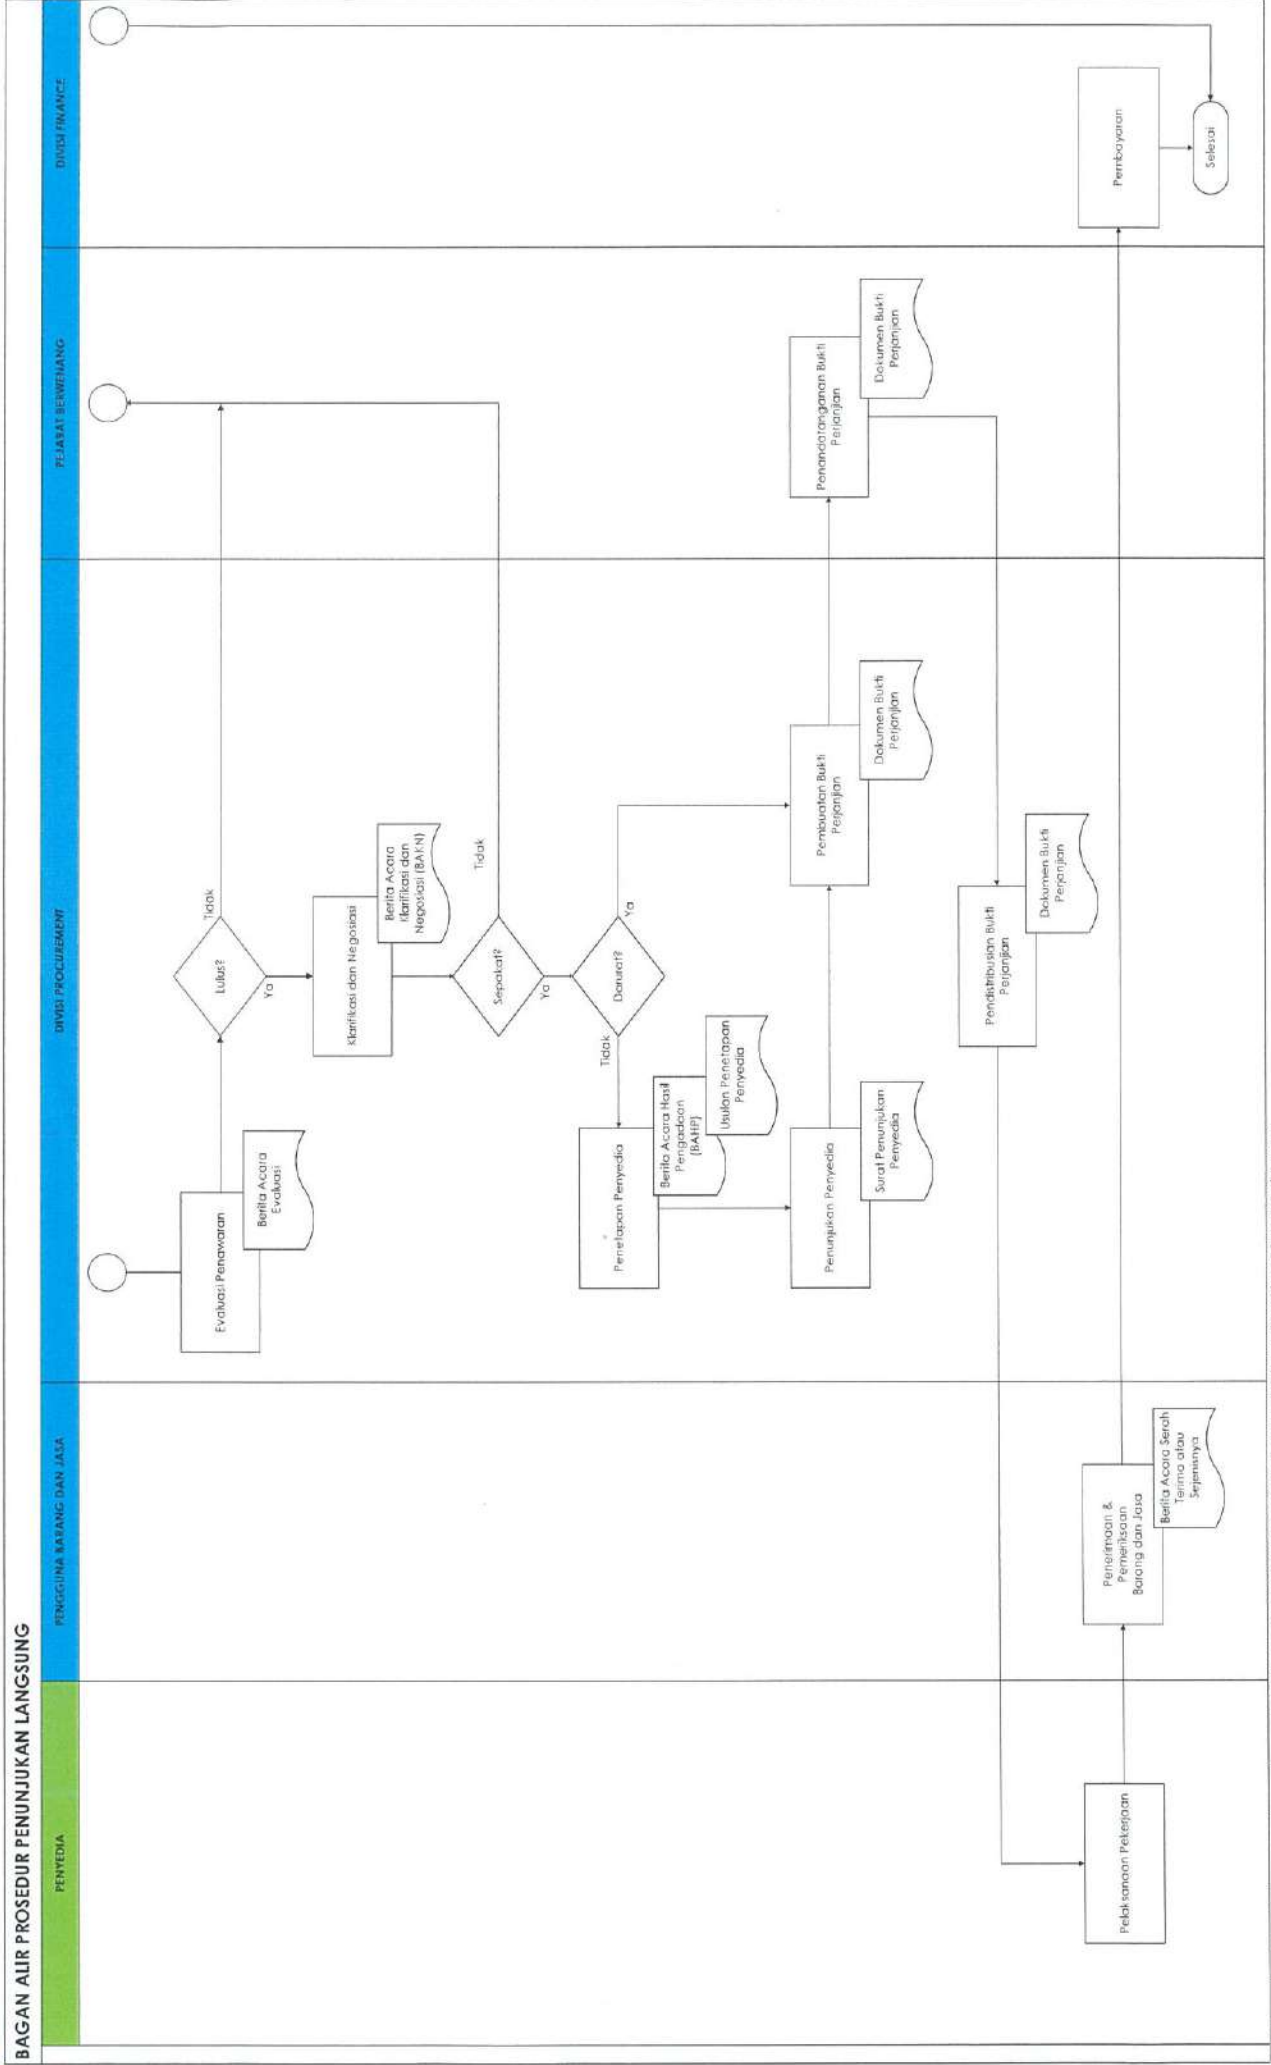 BAGAN ALIR PROSEDUR PENUNJUKAN LANGSUNG
PENYEDIA
PENGGUNA BARANG DAN JASA
DIVISI PROCUREMENT
PEJABAT BERWENANG
DIVISI FINANCE
Evaluasi Penawaran
Berita Acara
Evaluasi
Lulus?
Tidak
Ya
Klarifikasi dan Negosiasi
Berita Acara
Klarifikasi dan
Negosiasi (BAKN)
Sepakat?
Tidak
Ya
Darurat?
Tidak
Ya
Penetapan Penyedia
Berita Acara Hasil
Pengadaan
(BAHP)
Usulan Penetapan
Penyedia
Penunjukan Penyedia
Surat Penunjukan
Penyedia
Pembuatan Bukti
Perjanjian
Dokumen Bukti
Perjanjian
Penandatanganan Bukti
Perjanjian
Dokumen Bukti
Perjanjian
Pendistribusian Bukti
Perjanjian
Dokumen Bukti
Perjanjian
Pelaksanaan Pekerjaan
Penerimaan &
Pemeriksaan
Barang dan Jasa
Berita Acara Serah
Terima atau
Sejenisnya
Pembayaran
Selesai